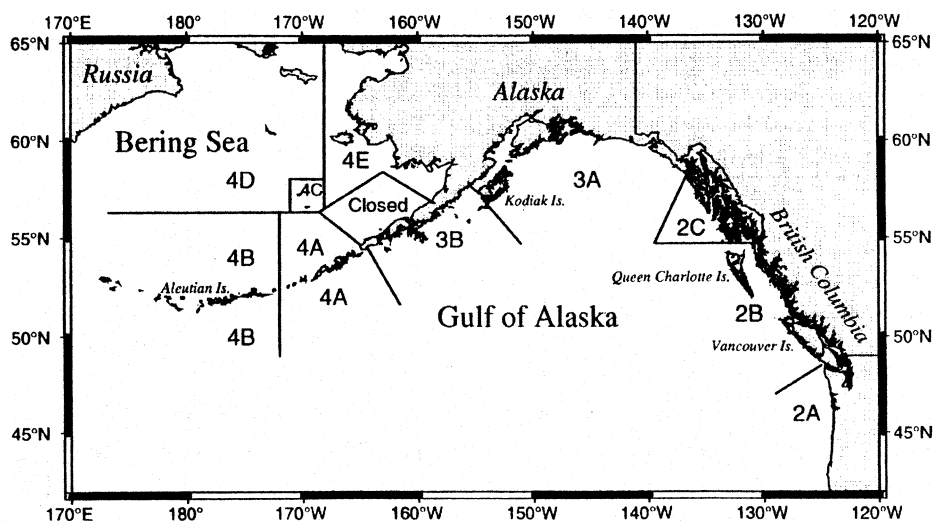 170°E 180° 170°W 160°W 150°W 140°W 130°W 120°W
65°N 65°N
Russia
Alaska
60°N 60°N
Bering Sea
4E
4D
4C
3A
Closed
Kodiak Is.
2C
British Columbia
55°N 55°N
4B
4A
3B
Queen Charlotte Is.
Aleutian Is.
4A
2B
Gulf of Alaska
50°N 50°N
4B
Vancouver Is.
2A
45°N 45°N
170°E 180° 170°W 160°W 150°W 140°W 130°W 120°W